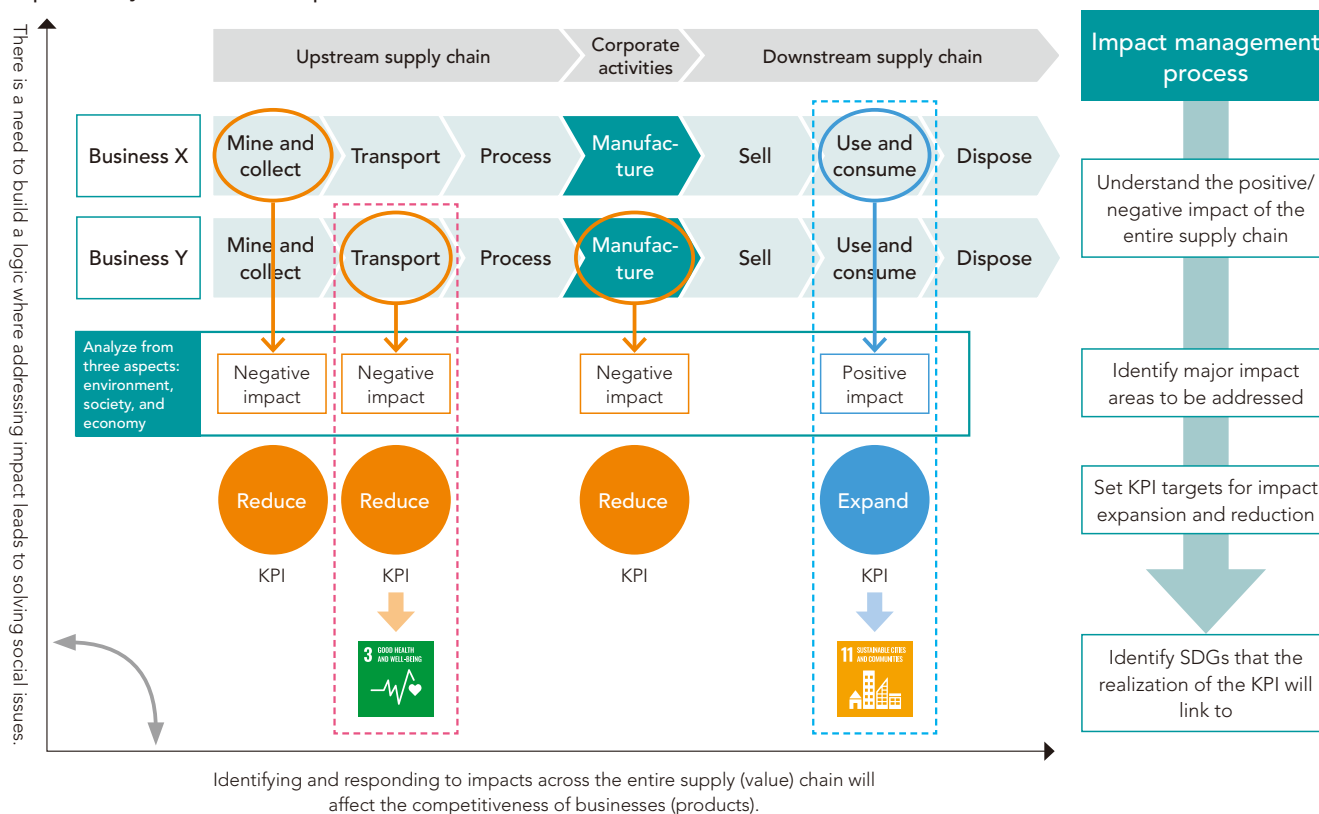 There is a need to build a logic where addressing impact leads to solving social issues.
Upstream supply chain
Corporate
activities
Downstream supply chain
Business X
Mine and
collect
Transport
Process
Manufac-
ture
Sell
Use and
consume
Dispose
Business Y
Mine and
collect
Transport
Process
Manufac-
ture
Sell
Use and
consume
Dispose
Analyze from
three aspects:
environment,
society, and
economy
Negative
impact
Negative
impact
Negative
impact
Positive
impact
Reduce
Reduce
Reduce
Expand
KPI
KPI
KPI
KPI
3 GOOD HEALTH
AND WELL-BEING
11 SUSTAINABLE CITIES
AND COMMUNITIES
Identifying and responding to impacts across the entire supply (value) chain will
affect the competitiveness of businesses (products).
Impact management
process
Understand the positive/
negative impact of the
entire supply chain
Identify major impact
areas to be addressed
Set KPI targets for impact
expansion and reduction
Identify SDGs that the
realization of the KPI will
link to